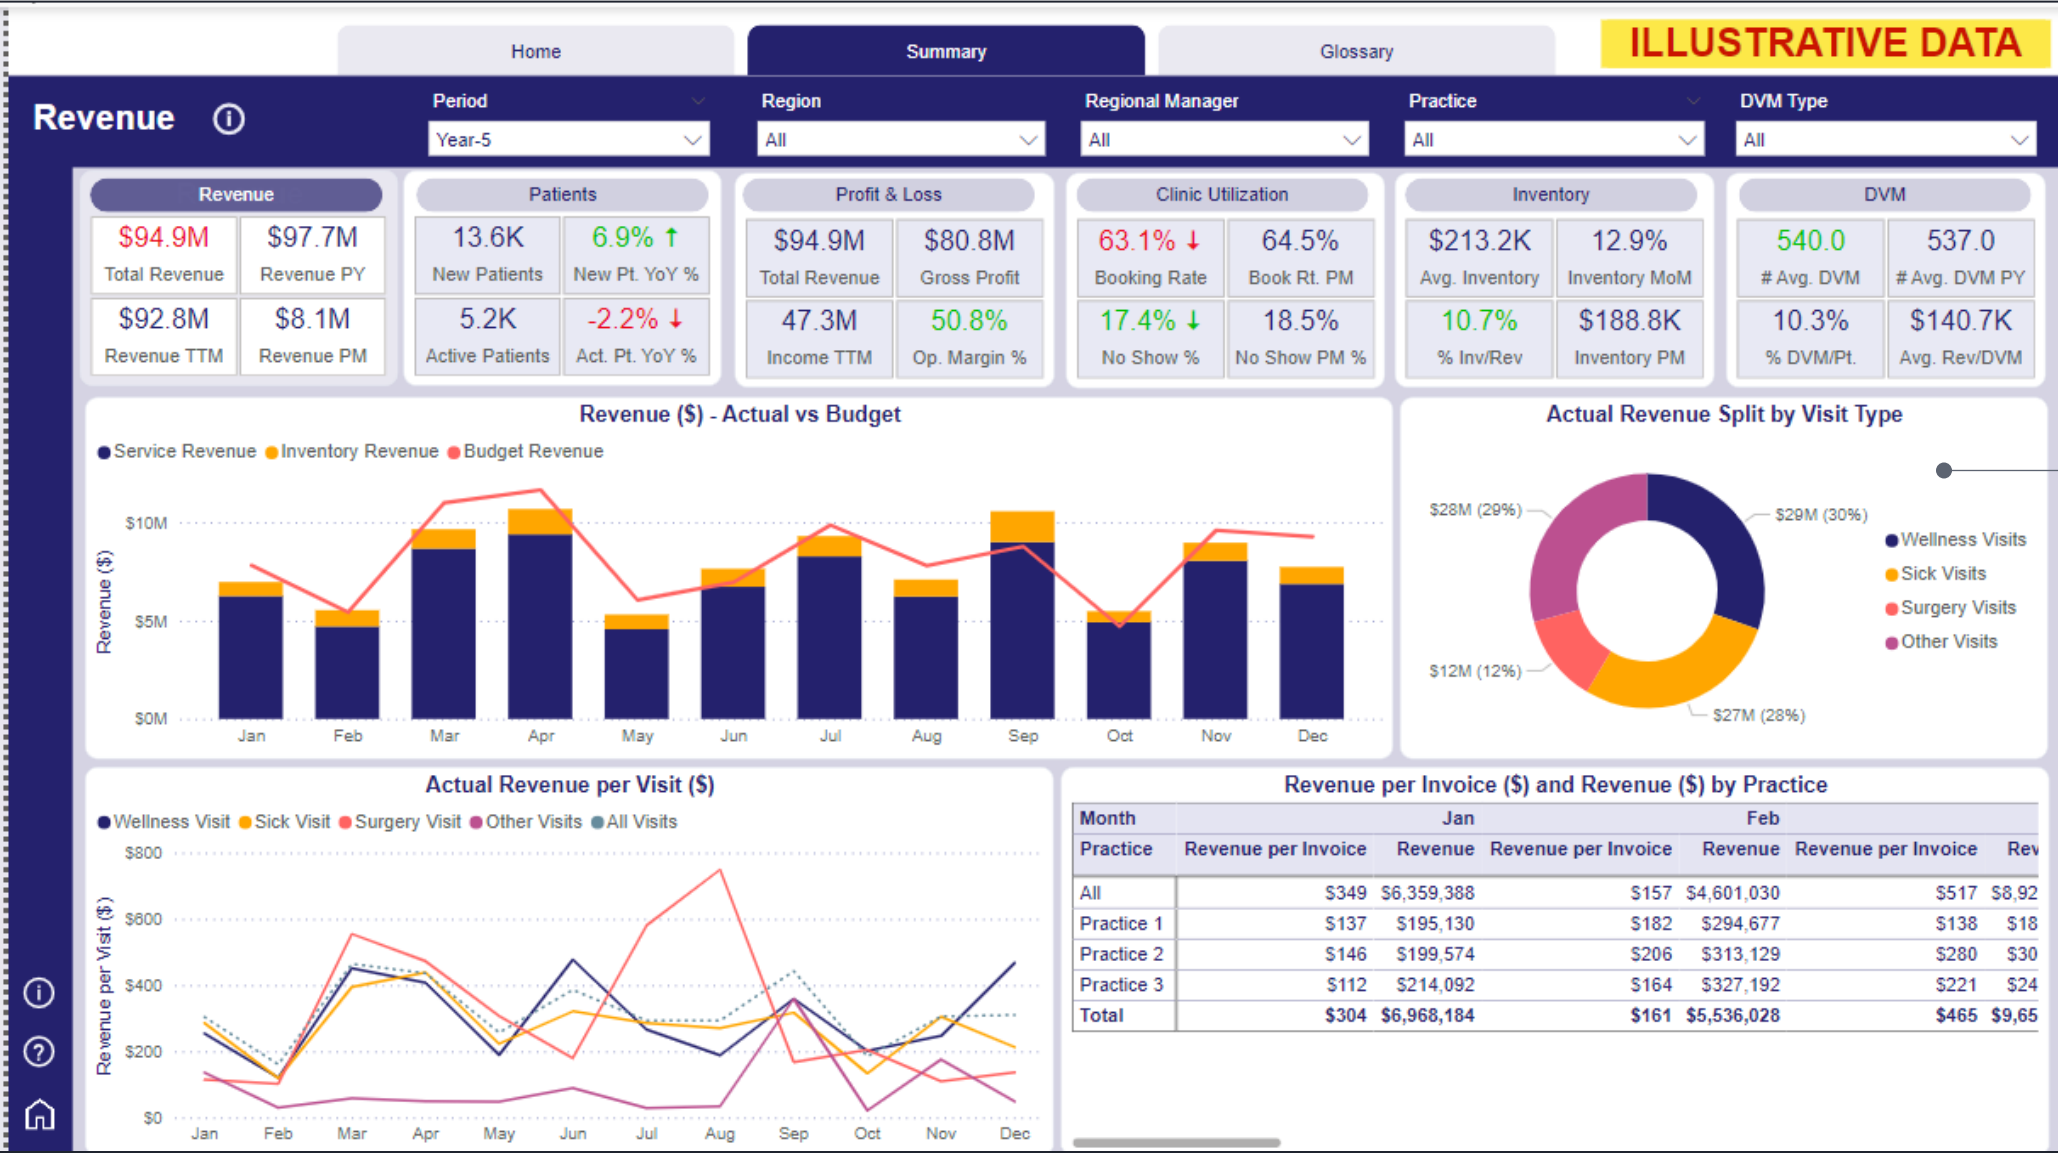 Home
Summary
Glossary
ILLUSTRATIVE DATA
Revenue
Period
Region
Regional Manager
Practice
DVM Type
Year-5
All
All
All
All
Revenue
$94.9M
$97.7M
Total Revenue
Revenue PY
$92.8M
$8.1M
Revenue TTM
Revenue PM
Patients
13.6K
6.9% ↑
New Patients
New Pt. YoY %
5.2K
-2.2% ↓
Active Patients
Act. Pt. YoY %
Profit & Loss
$94.9M
$80.8M
Total Revenue
Gross Profit
47.3M
50.8%
Income TTM
Op. Margin %
Clinic Utilization
63.1% ↓
64.5%
Booking Rate
Book Rt. PM
17.4% ↓
18.5%
No Show %
No Show PM %
Inventory
$213.2K
12.9%
Avg. Inventory
Inventory MoM
10.7%
$188.8K
% Inv/Rev
Inventory PM
DVM
540.0
537.0
# Avg. DVM
# Avg. DVM PY
10.3%
$140.7K
% DVM/Pt.
Avg. Rev/DVM
Revenue ($) - Actual vs Budget
Service Revenue Inventory Revenue Budget Revenue
Revenue ($)
$10M
$5M
$0M
Jan Feb Mar Apr May Jun Jul Aug Sep Oct Nov Dec
Actual Revenue Split by Visit Type
$28M (29%)
$29M (30%)
$12M (12%)
$27M (28%)
Wellness Visits
Sick Visits
Surgery Visits
Other Visits
Actual Revenue per Visit ($)
Wellness Visit Sick Visit Surgery Visit Other Visits All Visits
Revenue per Visit ($)
$800
$600
$400
$200
$0
Jan Feb Mar Apr May Jun Jul Aug Sep Oct Nov Dec
Revenue per Invoice ($) and Revenue ($) by Practice
Month Jan Feb
Practice Revenue per Invoice Revenue Revenue per Invoice Revenue Revenue per Invoice Rev
All $349 $6,359,388 $157 $4,601,030 $517 $8,92
Practice 1 $137 $195,130 $182 $294,677 $138 $18
Practice 2 $146 $199,574 $206 $313,129 $280 $30
Practice 3 $112 $214,092 $164 $327,192 $221 $24
Total $304 $6,968,184 $161 $5,536,028 $465 $9,65